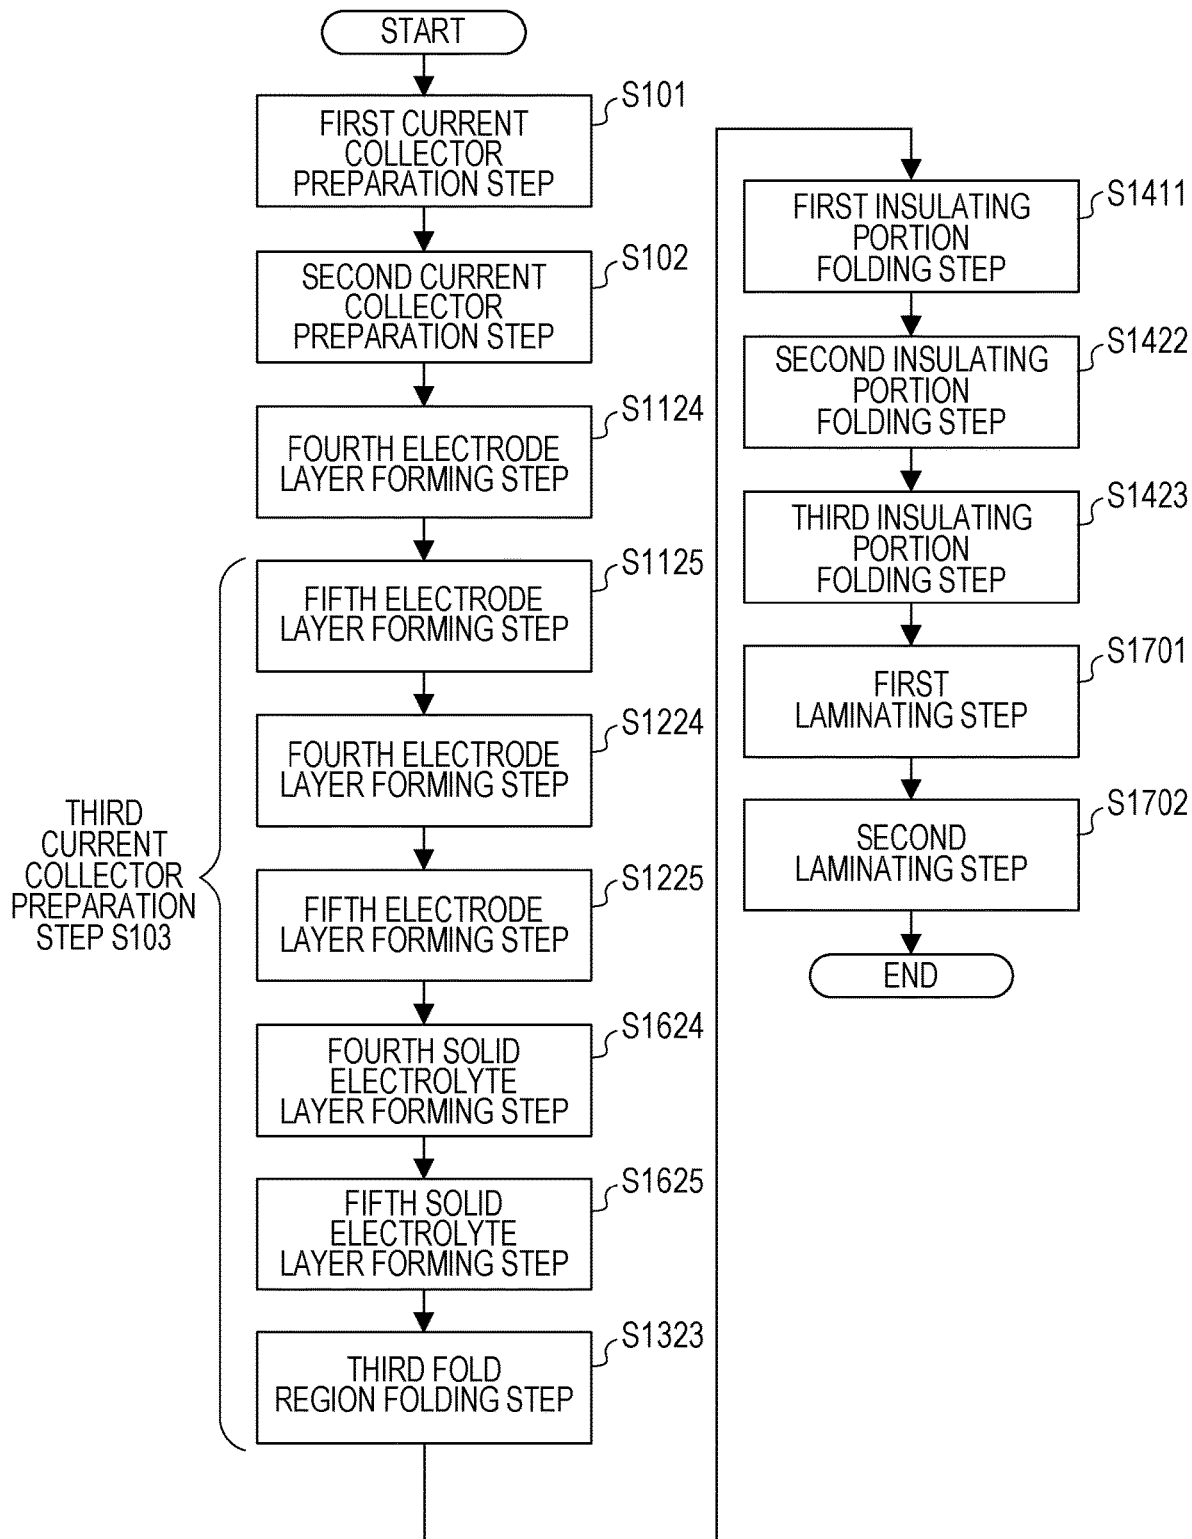 START
S101
FIRST CURRENT
COLLECTOR
PREPARATION STEP
S102
SECOND CURRENT
COLLECTOR
PREPARATION STEP
S1124
FOURTH ELECTRODE
LAYER FORMING STEP
THIRD
CURRENT
COLLECTOR
PREPARATION
STEP S103
S1125
FIFTH ELECTRODE
LAYER FORMING STEP
S1224
FOURTH ELECTRODE
LAYER FORMING STEP
S1225
FIFTH ELECTRODE
LAYER FORMING STEP
S1624
FOURTH SOLID
ELECTROLYTE
LAYER FORMING STEP
S1625
FIFTH SOLID
ELECTROLYTE
LAYER FORMING STEP
S1323
THIRD FOLD
REGION FOLDING STEP
S1411
FIRST INSULATING
PORTION
FOLDING STEP
S1422
SECOND INSULATING
PORTION
FOLDING STEP
S1423
THIRD INSULATING
PORTION
FOLDING STEP
S1701
FIRST
LAMINATING STEP
S1702
SECOND
LAMINATING STEP
END